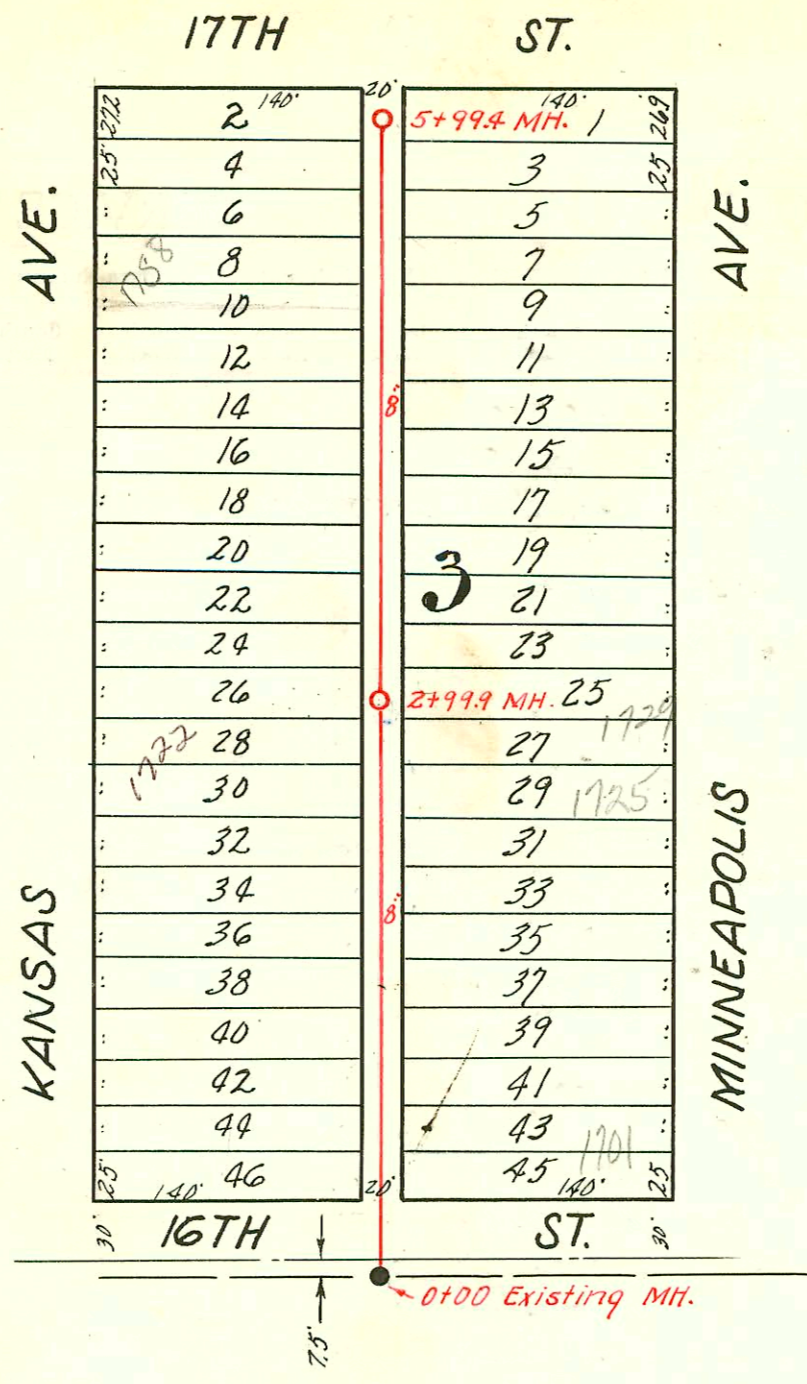 17TH ST.
20'
27.2 2 140' 5+99.4 MH. 140' 1 26.9
25' 4 3 25
6 5
8 7
1758
10 9
12 11
14 8" 13
16 15
18 17
20 19
3
22 21
24 23
26 2+99.9 MH. 25
1729
28 27
1722
30 29 1725
32 31
34 33
8"
36 35
38 37
40 39
42 41
44 43
1701
25' 140' 46 20' 45 140' 25
30' 16TH ST. 30'
0+00 Existing MH.
7.5'
KANSAS AVE.
MINNEAPOLIS AVE.